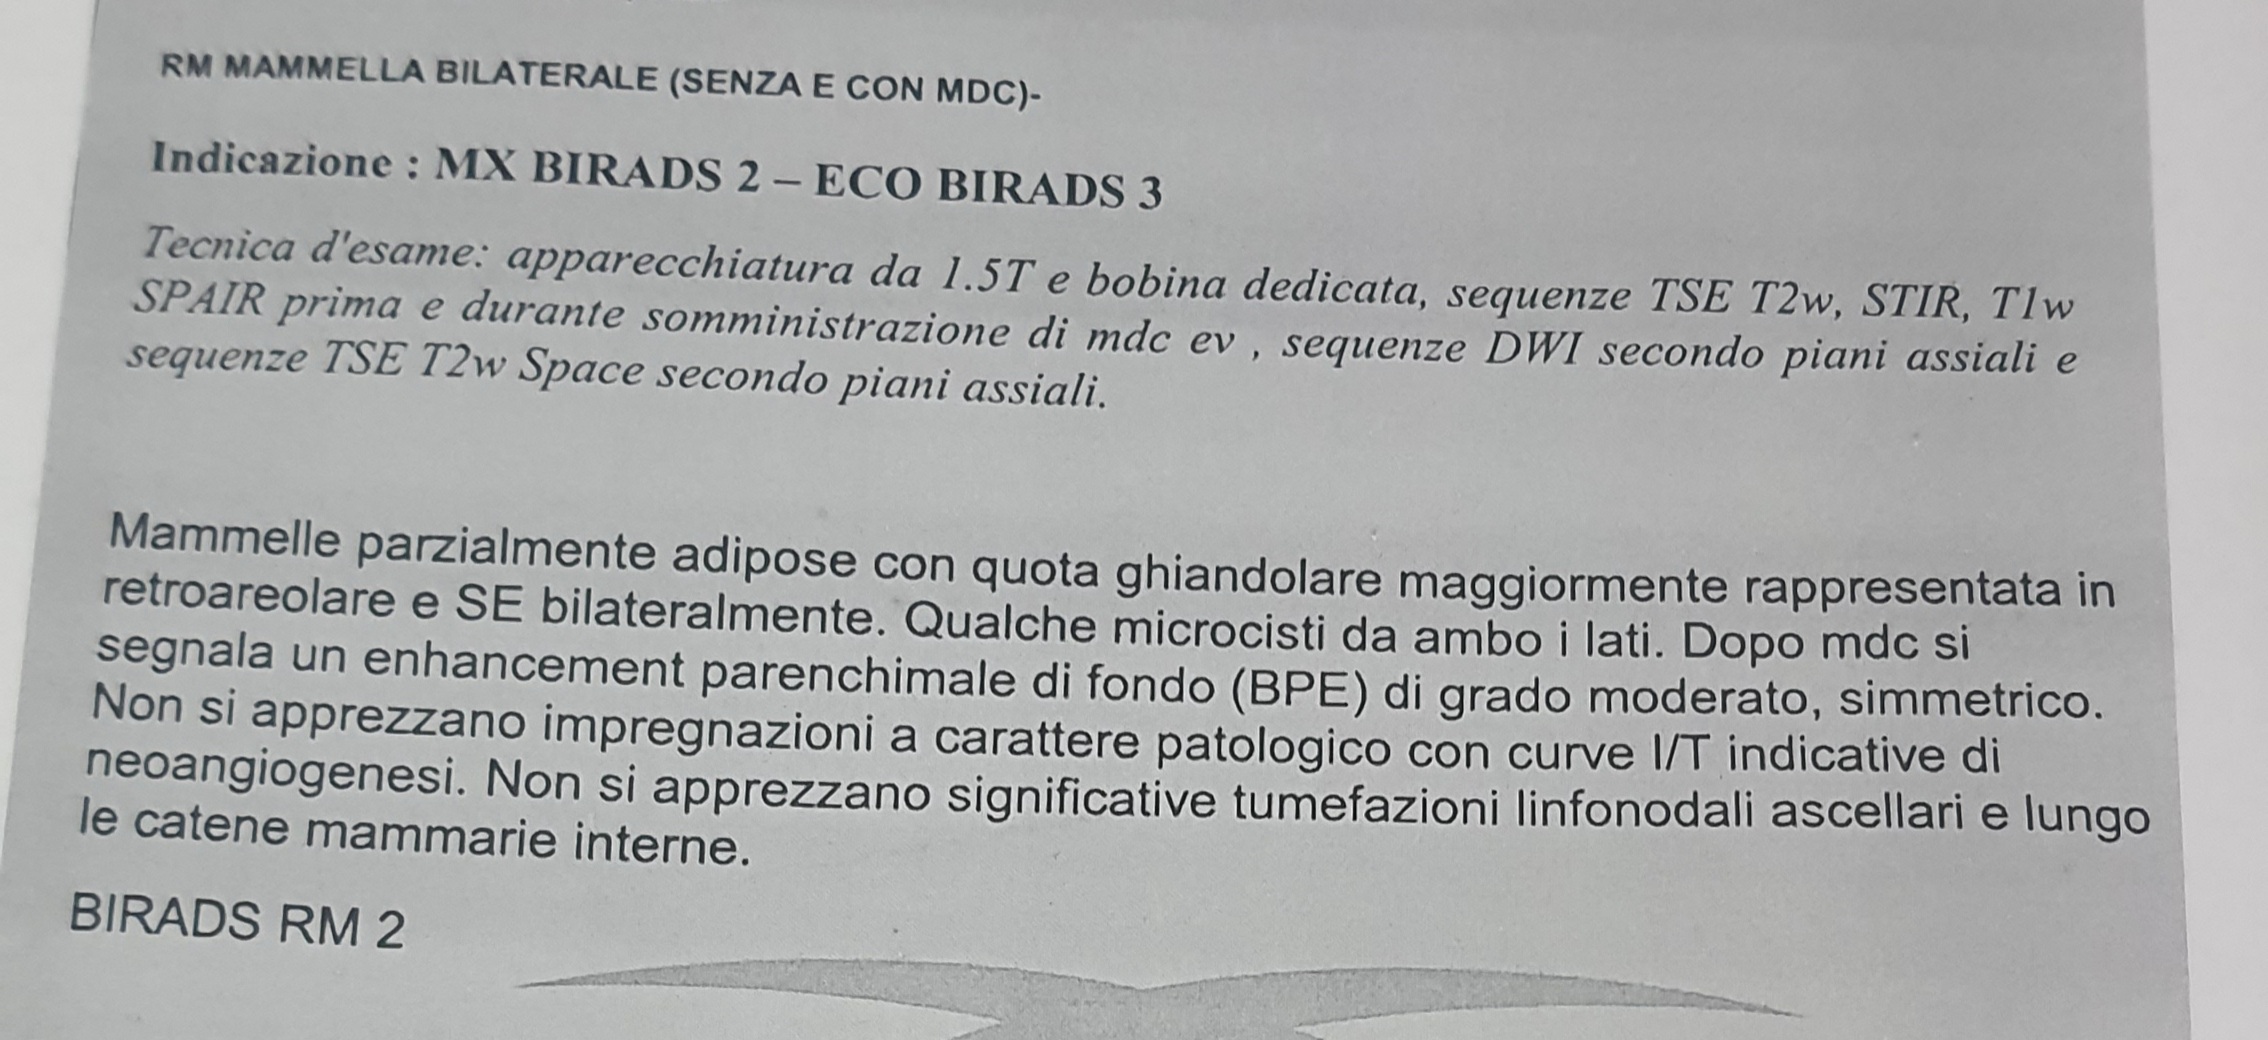 RM MAMMELLA BILATERALE (SENZA E CON MDC)-
Indicazione : MX BIRADS 2 – ECO BIRADS 3
Tecnica d'esame: apparecchiatura da 1.5T e bobina dedicata, sequenze TSE T2w, STIR, T1w
SPAIR prima e durante somministrazione di mdc ev , sequenze DWI secondo piani assiali e
sequenze TSE T2w Space secondo piani assiali.
Mammelle parzialmente adipose con quota ghiandolare maggiormente rappresentata in
retroareolare e SE bilateralmente. Qualche microcisti da ambo i lati. Dopo mdc si
segnala un enhancement parenchimale di fondo (BPE) di grado moderato, simmetrico.
Non si apprezzano impregnazioni a carattere patologico con curve I/T indicative di
neoangiogenesi. Non si apprezzano significative tumefazioni linfonodali ascellari e lungo
le catene mammarie interne.
BIRADS RM 2